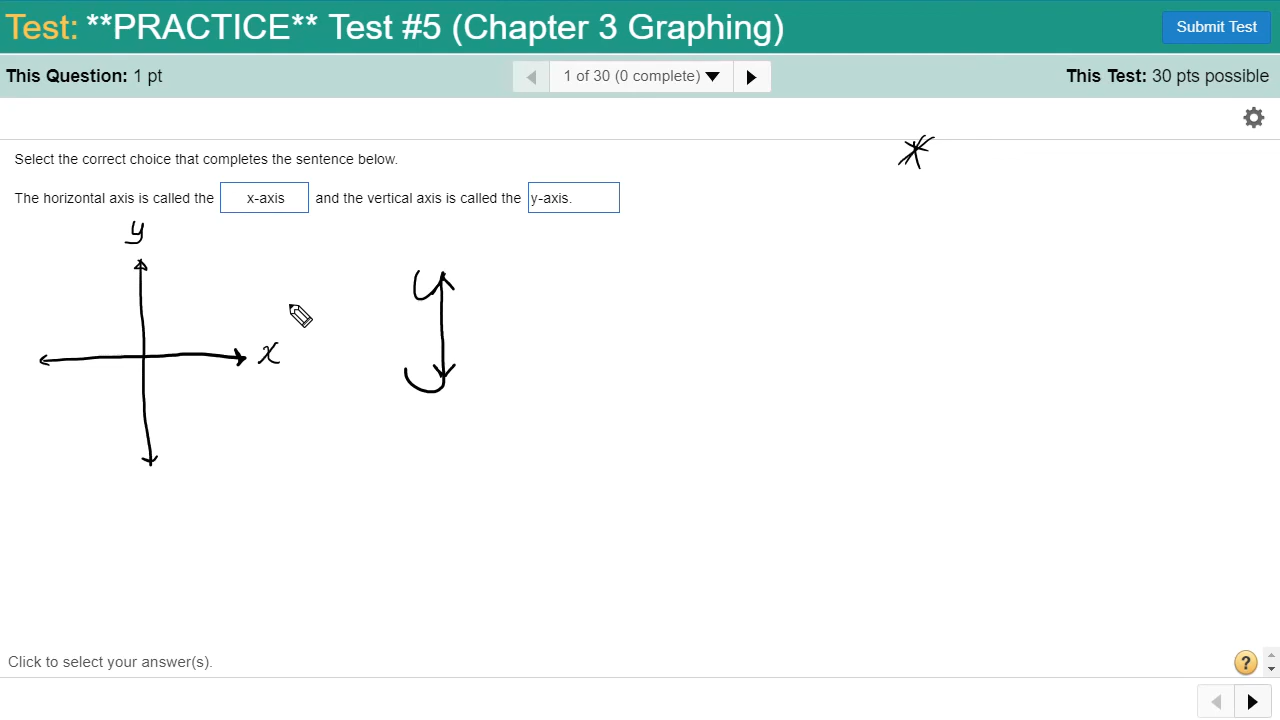 Test: **PRACTICE** Test #5 (Chapter 3 Graphing)
Submit Test
This Question: 1 pt
1 of 30 (0 complete)
This Test: 30 pts possible
Select the correct choice that completes the sentence below.
The horizontal axis is called the x-axis and the vertical axis is called the y-axis.
y
x
y
Click to select your answer(s).
?